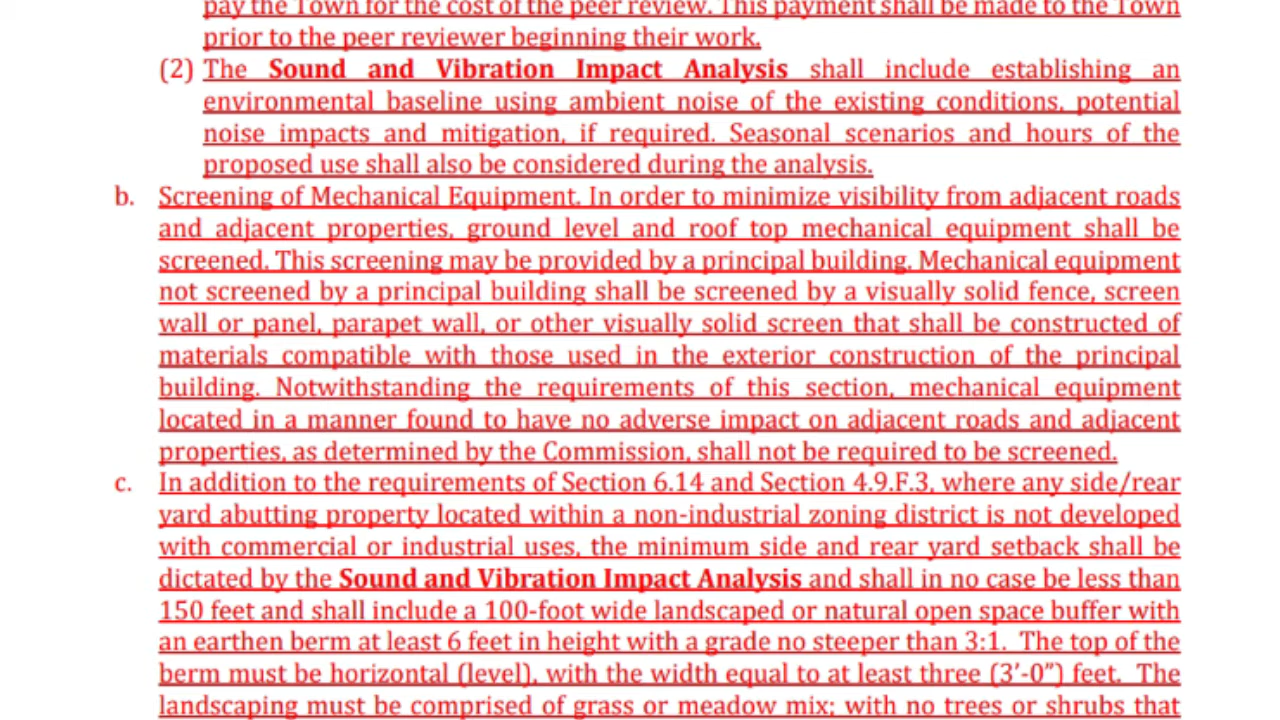 pay the Town for the cost of the peer review. This payment shall be made to the Town
prior to the peer reviewer beginning their work.
(2) The Sound and Vibration Impact Analysis shall include establishing an
environmental baseline using ambient noise of the existing conditions, potential
noise impacts and mitigation, if required. Seasonal scenarios and hours of the
proposed use shall also be considered during the analysis.
b. Screening of Mechanical Equipment. In order to minimize visibility from adjacent roads
and adjacent properties, ground level and roof top mechanical equipment shall be
screened. This screening may be provided by a principal building. Mechanical equipment
not screened by a principal building shall be screened by a visually solid fence, screen
wall or panel, parapet wall, or other visually solid screen that shall be constructed of
materials compatible with those used in the exterior construction of the principal
building. Notwithstanding the requirements of this section, mechanical equipment
located in a manner found to have no adverse impact on adjacent roads and adjacent
properties, as determined by the Commission, shall not be required to be screened.
c. In addition to the requirements of Section 6.14 and Section 4.9.F.3, where any side/rear
yard abutting property located within a non-industrial zoning district is not developed
with commercial or industrial uses, the minimum side and rear yard setback shall be
dictated by the Sound and Vibration Impact Analysis and shall in no case be less than
150 feet and shall include a 100-foot wide landscaped or natural open space buffer with
an earthen berm at least 6 feet in height with a grade no steeper than 3:1. The top of the
berm must be horizontal (level), with the width equal to at least three (3’-0”) feet. The
landscaping must be comprised of grass or meadow mix; with no trees or shrubs that